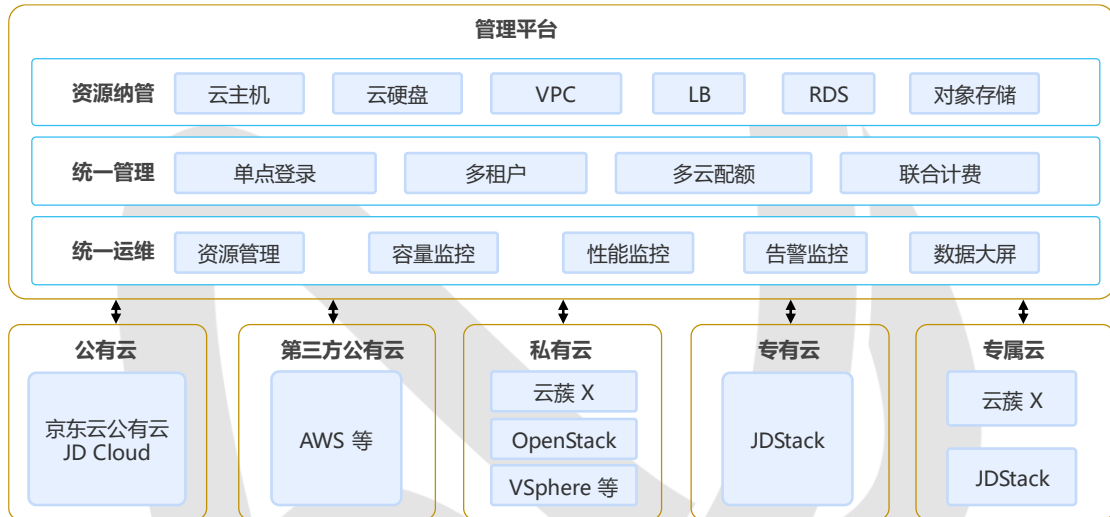 管理平台
资源纳管 云主机 云硬盘 VPC LB RDS 对象存储
统一管理 单点登录 多租户 多云配额 联合计费
统一运维 资源管理 容量监控 性能监控 告警监控 数据大屏
公有云 第三方公有云 私有云 专有云 专属云
京东云公有云
JD Cloud
AWS 等
云蔟 X
OpenStack
VSphere 等
JDStack
云蔟 X
JDStack